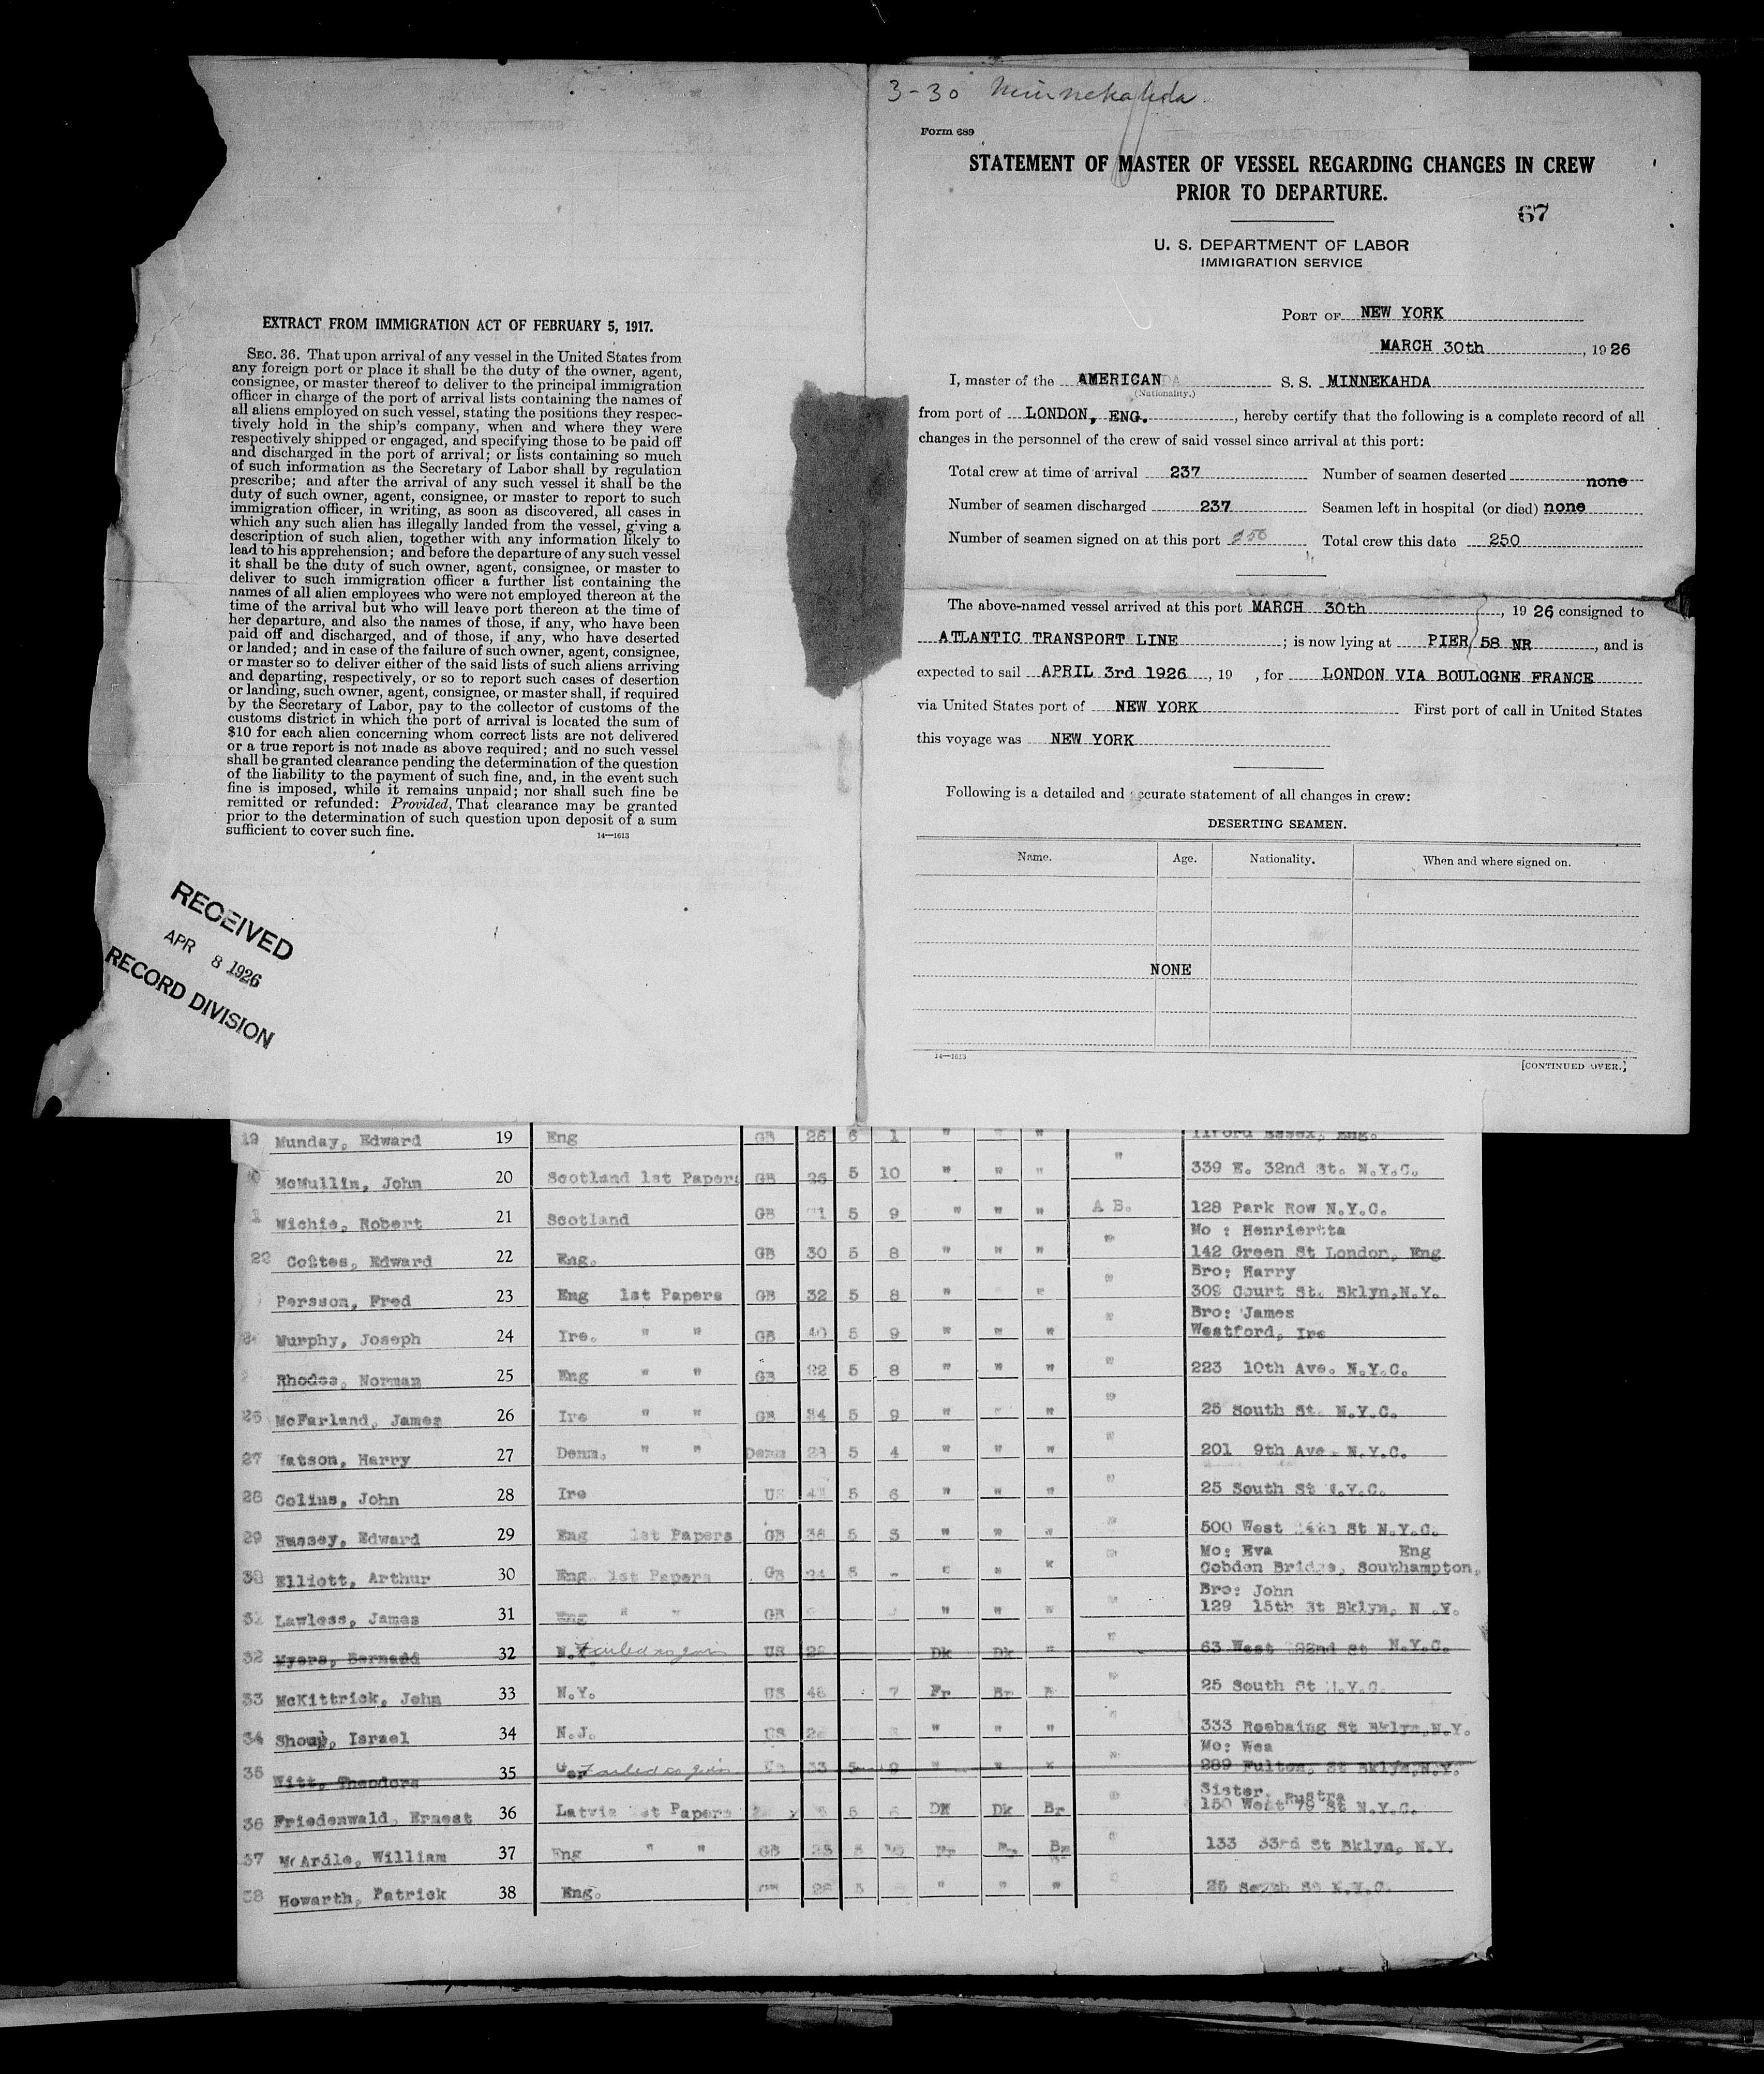 EXTRACT FROM IMMIGRATION ACT OF FEBRUARY 5, 1917.
SEC. 36. That upon arrival of any vessel in the United States from
any foreign port or place it shall be the duty of the owner, agent,
consignee, or master thereof to deliver to the principal immigration
officer in charge of the port of arrival lists containing the names of
all aliens employed on such vessel, stating the positions they respec-
tively hold in the ship's company, when and where they were
respectively shipped or engaged, and specifying those to be paid off
and discharged in the port of arrival; or lists containing so much
of such information as the Secretary of Labor shall by regulation
prescribe; and after the arrival of any such vessel it shall be the
duty of such owner, agent, consignee, or master to report to such
immigration officer, in writing, as soon as discovered, all cases in
which any such alien has illegally landed from the vessel, giving a
description of such alien, together with any information likely to
lead to his apprehension; and before the departure of any such vessel
it shall be the duty of such owner, agent, consignee, or master to
deliver to such immigration officer a further list containing the
names of all alien employees who were not employed thereon at the
time of the arrival but who will leave port thereon at the time of
her departure, and also the names of those, if any, who have been
paid off and discharged, and of those, if any, who have deserted
or landed; and in case of the failure of such owner, agent, consignee,
or master so to deliver either of the said lists of such aliens arriving
and departing, respectively, or so to report such cases of desertion
or landing, such owner, agent, consignee, or master shall, if required
by the Secretary of Labor, pay to the collector of customs of the
customs district in which the port of arrival is located the sum of
$10 for each alien concerning whom correct lists are not delivered
or a true report is not made as above required; and no such vessel
shall be granted clearance pending the determination of the question
of the liability to the payment of such fine, and, in the event such
fine is imposed, while it remains unpaid; nor shall such fine be
remitted or refunded: Provided, That clearance may be granted
prior to the determination of such question upon deposit of a sum
sufficient to cover such fine.
14—1613
RECEIVED
APR 8 1926
RECORD DIVISION
3-30 Minnekahda
Form 689
STATEMENT OF MASTER OF VESSEL REGARDING CHANGES IN CREW
PRIOR TO DEPARTURE.
67
U. S. DEPARTMENT OF LABOR
IMMIGRATION SERVICE
PORT OF NEW YORK
MARCH 30th, 1926
I, master of the AMERICAN S. S. MINNEKAHDA
(Nationality.)
from port of LONDON, ENG., hereby certify that the following is a complete record of all
changes in the personnel of the crew of said vessel since arrival at this port:
Total crew at time of arrival 237 Number of seamen deserted none
Number of seamen discharged 237 Seamen left in hospital (or died) none
Number of seamen signed on at this port 250 Total crew this date 250
The above-named vessel arrived at this port MARCH 30th, 1926 consigned to
ATLANTIC TRANSPORT LINE; is now lying at PIER 58 NR, and is
expected to sail APRIL 3rd 1926, 19 , for LONDON VIA BOULOGNE FRANCE
via United States port of NEW YORK First port of call in United States
this voyage was NEW YORK
Following is a detailed and accurate statement of all changes in crew:
DESERTING SEAMEN.
Name. Age. Nationality. When and where signed on.
NONE
14—1613
[CONTINUED OVER.]
19 Munday, Edward 19 Eng GB 26 6 1 " " " Ilford Essex, Eng.
McMullin, John 20 Scotland 1st Papers GB 26 5 10 " " " " 339 E. 32nd St. N.Y.C.
Michie, Robert 21 Scotland GB 5 9 " " " A B. 128 Park Row N.Y.C.
Mo : Henriertta
22 Coates, Edward 22 Eng. GB 30 5 8 " " " " 142 Green St London, Eng
Bro: Harry
Persson, Fred 23 Eng 1st Papers GB 32 5 8 " " " 309 Court St. Bklyn, N.Y.
Bro: James
Murphy, Joseph 24 Ire. " " GB 40 5 9 " " " " Westford, Ire
Rhodes, Norman 25 Eng " " GB 22 5 8 " " " " 223 10th Ave. N.Y.C.
26 McFarland, James 26 Ire " " GB 34 5 9 " " " " 25 South St. N.Y.C.
27 Watson, Harry 27 Denm. " " Denm 23 5 4 " " " " 201 9th Ave. N.Y.C.
28 Colins, John 28 Ire US 5 6 " " " " 25 South St N.Y.C.
29 Hussey, Edward 29 Eng 1st Papers GB 38 5 5 " " " " 500 West St N.Y.C.
Mo: Eva Eng
30 Elliott, Arthur 30 Eng. 1st Papers GB 24 6 " " " " Cobden Bridge, Southampton,
Bro: John
31 Lawless, James 31 Eng " " GB " " " " 129 15th St Bklyn, N.Y.
32 Myers, Bernadd 32 N.Y. Failed to join US 28 Dk Dk " " 63 West 92nd St N.Y.C.
33 McKittrick, John 33 N.Y. US 48 7 Fr Br B " 25 South St N.Y.C.
34 Shoup, Israel 34 N.J. US " " " " 333 Roebaing St Bklyn, N.Y.
Mo: Wea
35 Witt, Theodore 35 Ger Failed to join 33 5 " " " " 289 Fulton, St Bklyn, N.Y.
Sister: Rustra
36 Friedenwald, Ernest 36 Latvia 1st Papers 5 6 DK Dk Br " 150 West 79 St N.Y.C.
37 McArdle, William 37 Eng " " GB 23 5 10 Fr Br " 133 33rd St Bklyn, N.Y.
38 Howarth, Patrick 38 Eng. 28 5 " " " 25 South St N.Y.C.